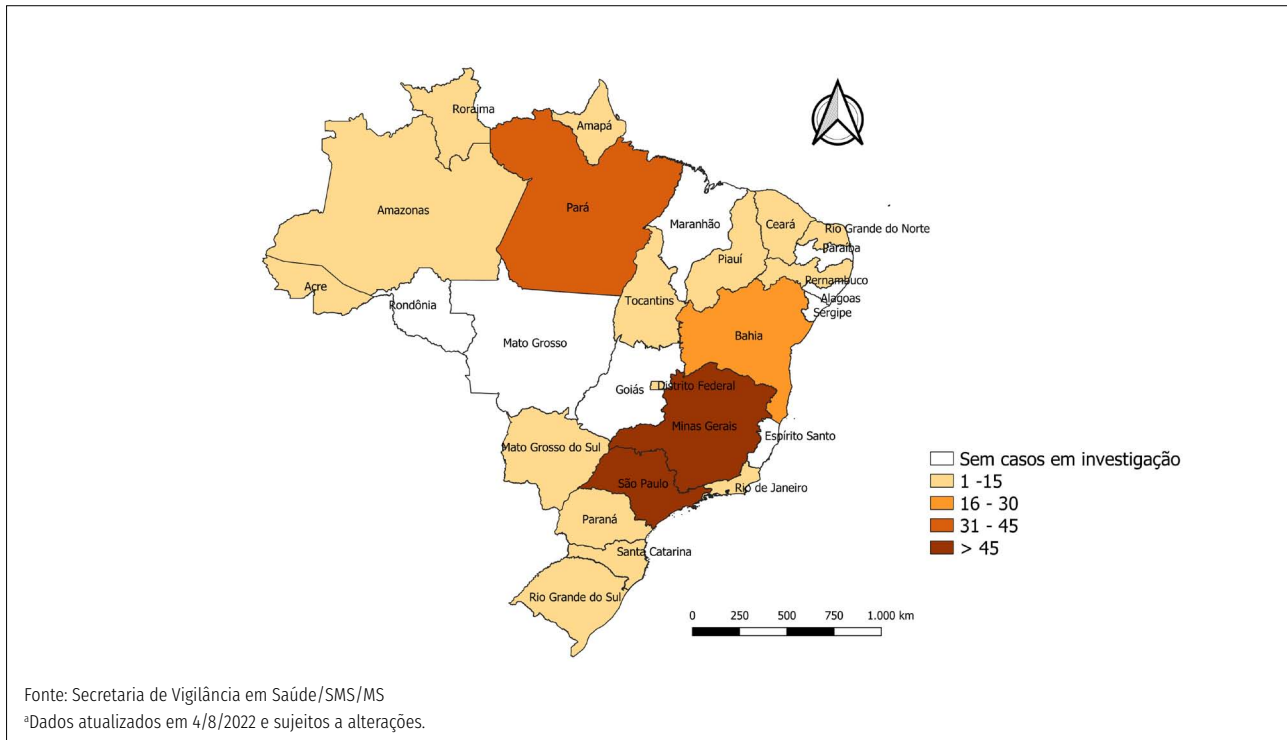 Roraima
Amapá
Amazonas
Pará
Maranhão
Ceará
Rio Grande do Norte
Paraíba
Piauí
Pernambuco
Acre
Rondônia
Tocantins
Alagoas
Sergipe
Bahia
Mato Grosso
Goiás
Distrito Federal
Minas Gerais
Espírito Santo
Mato Grosso do Sul
São Paulo
Rio de Janeiro
Paraná
Santa Catarina
Rio Grande do Sul
Sem casos em investigação
1 -15
16 - 30
31 - 45
> 45
0 250 500 750 1.000 km
Fonte: Secretaria de Vigilância em Saúde/SMS/MS
ᵃDados atualizados em 4/8/2022 e sujeitos a alterações.